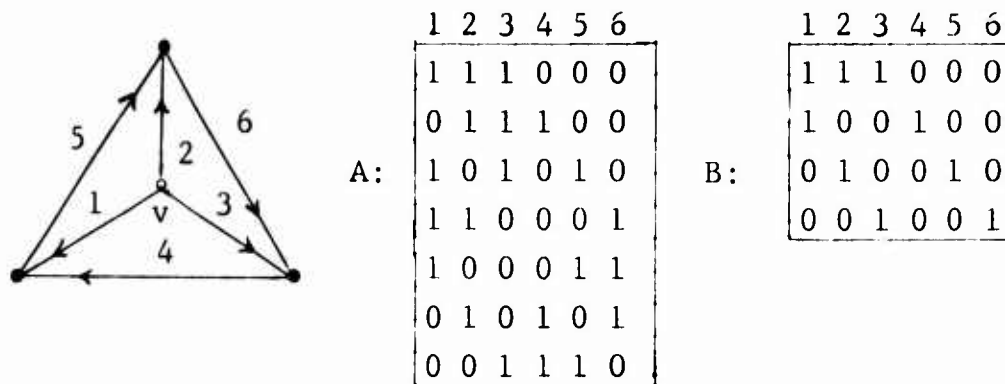 5
6
2
1
v
3
4
A:
1 2 3 4 5 6
1 1 1 0 0 0
0 1 1 1 0 0
1 0 1 0 1 0
1 1 0 0 0 1
1 0 0 0 1 1
0 1 0 1 0 1
0 0 1 1 1 0
B:
1 2 3 4 5 6
1 1 1 0 0 0
1 0 0 1 0 0
0 1 0 0 1 0
0 0 1 0 0 1